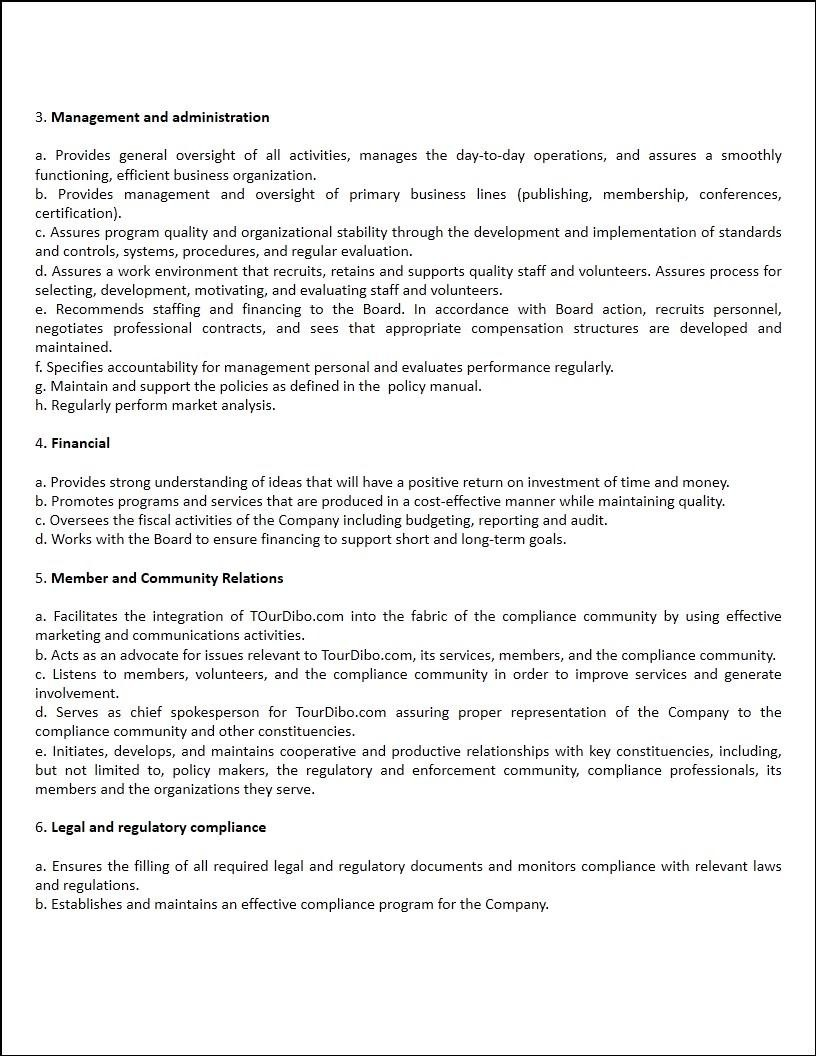 3. Management and administration
a. Provides general oversight of all activities, manages the day-to-day operations, and assures a smoothly
functioning, efficient business organization.
b. Provides management and oversight of primary business lines (publishing, membership, conferences,
certification).
c. Assures program quality and organizational stability through the development and implementation of standards
and controls, systems, procedures, and regular evaluation.
d. Assures a work environment that recruits, retains and supports quality staff and volunteers. Assures process for
selecting, development, motivating, and evaluating staff and volunteers.
e. Recommends staffing and financing to the Board. In accordance with Board action, recruits personnel,
negotiates professional contracts, and sees that appropriate compensation structures are developed and
maintained.
f. Specifies accountability for management personal and evaluates performance regularly.
g. Maintain and support the policies as defined in the policy manual.
h. Regularly perform market analysis.
4. Financial
a. Provides strong understanding of ideas that will have a positive return on investment of time and money.
b. Promotes programs and services that are produced in a cost-effective manner while maintaining quality.
c. Oversees the fiscal activities of the Company including budgeting, reporting and audit.
d. Works with the Board to ensure financing to support short and long-term goals.
5. Member and Community Relations
a. Facilitates the integration of TOurDibo.com into the fabric of the compliance community by using effective
marketing and communications activities.
b. Acts as an advocate for issues relevant to TourDibo.com, its services, members, and the compliance community.
c. Listens to members, volunteers, and the compliance community in order to improve services and generate
involvement.
d. Serves as chief spokesperson for TourDibo.com assuring proper representation of the Company to the
compliance community and other constituencies.
e. Initiates, develops, and maintains cooperative and productive relationships with key constituencies, including,
but not limited to, policy makers, the regulatory and enforcement community, compliance professionals, its
members and the organizations they serve.
6. Legal and regulatory compliance
a. Ensures the filling of all required legal and regulatory documents and monitors compliance with relevant laws
and regulations.
b. Establishes and maintains an effective compliance program for the Company.